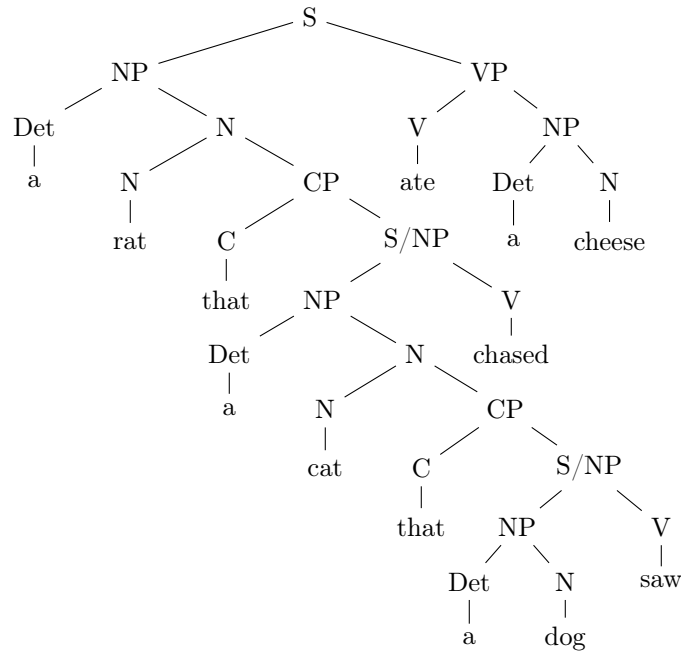 S
NP VP
Det N V NP
a N CP ate Det N
rat C S/NP a cheese
that NP V
Det N chased
a N CP
cat C S/NP
that NP V
Det N saw
a dog